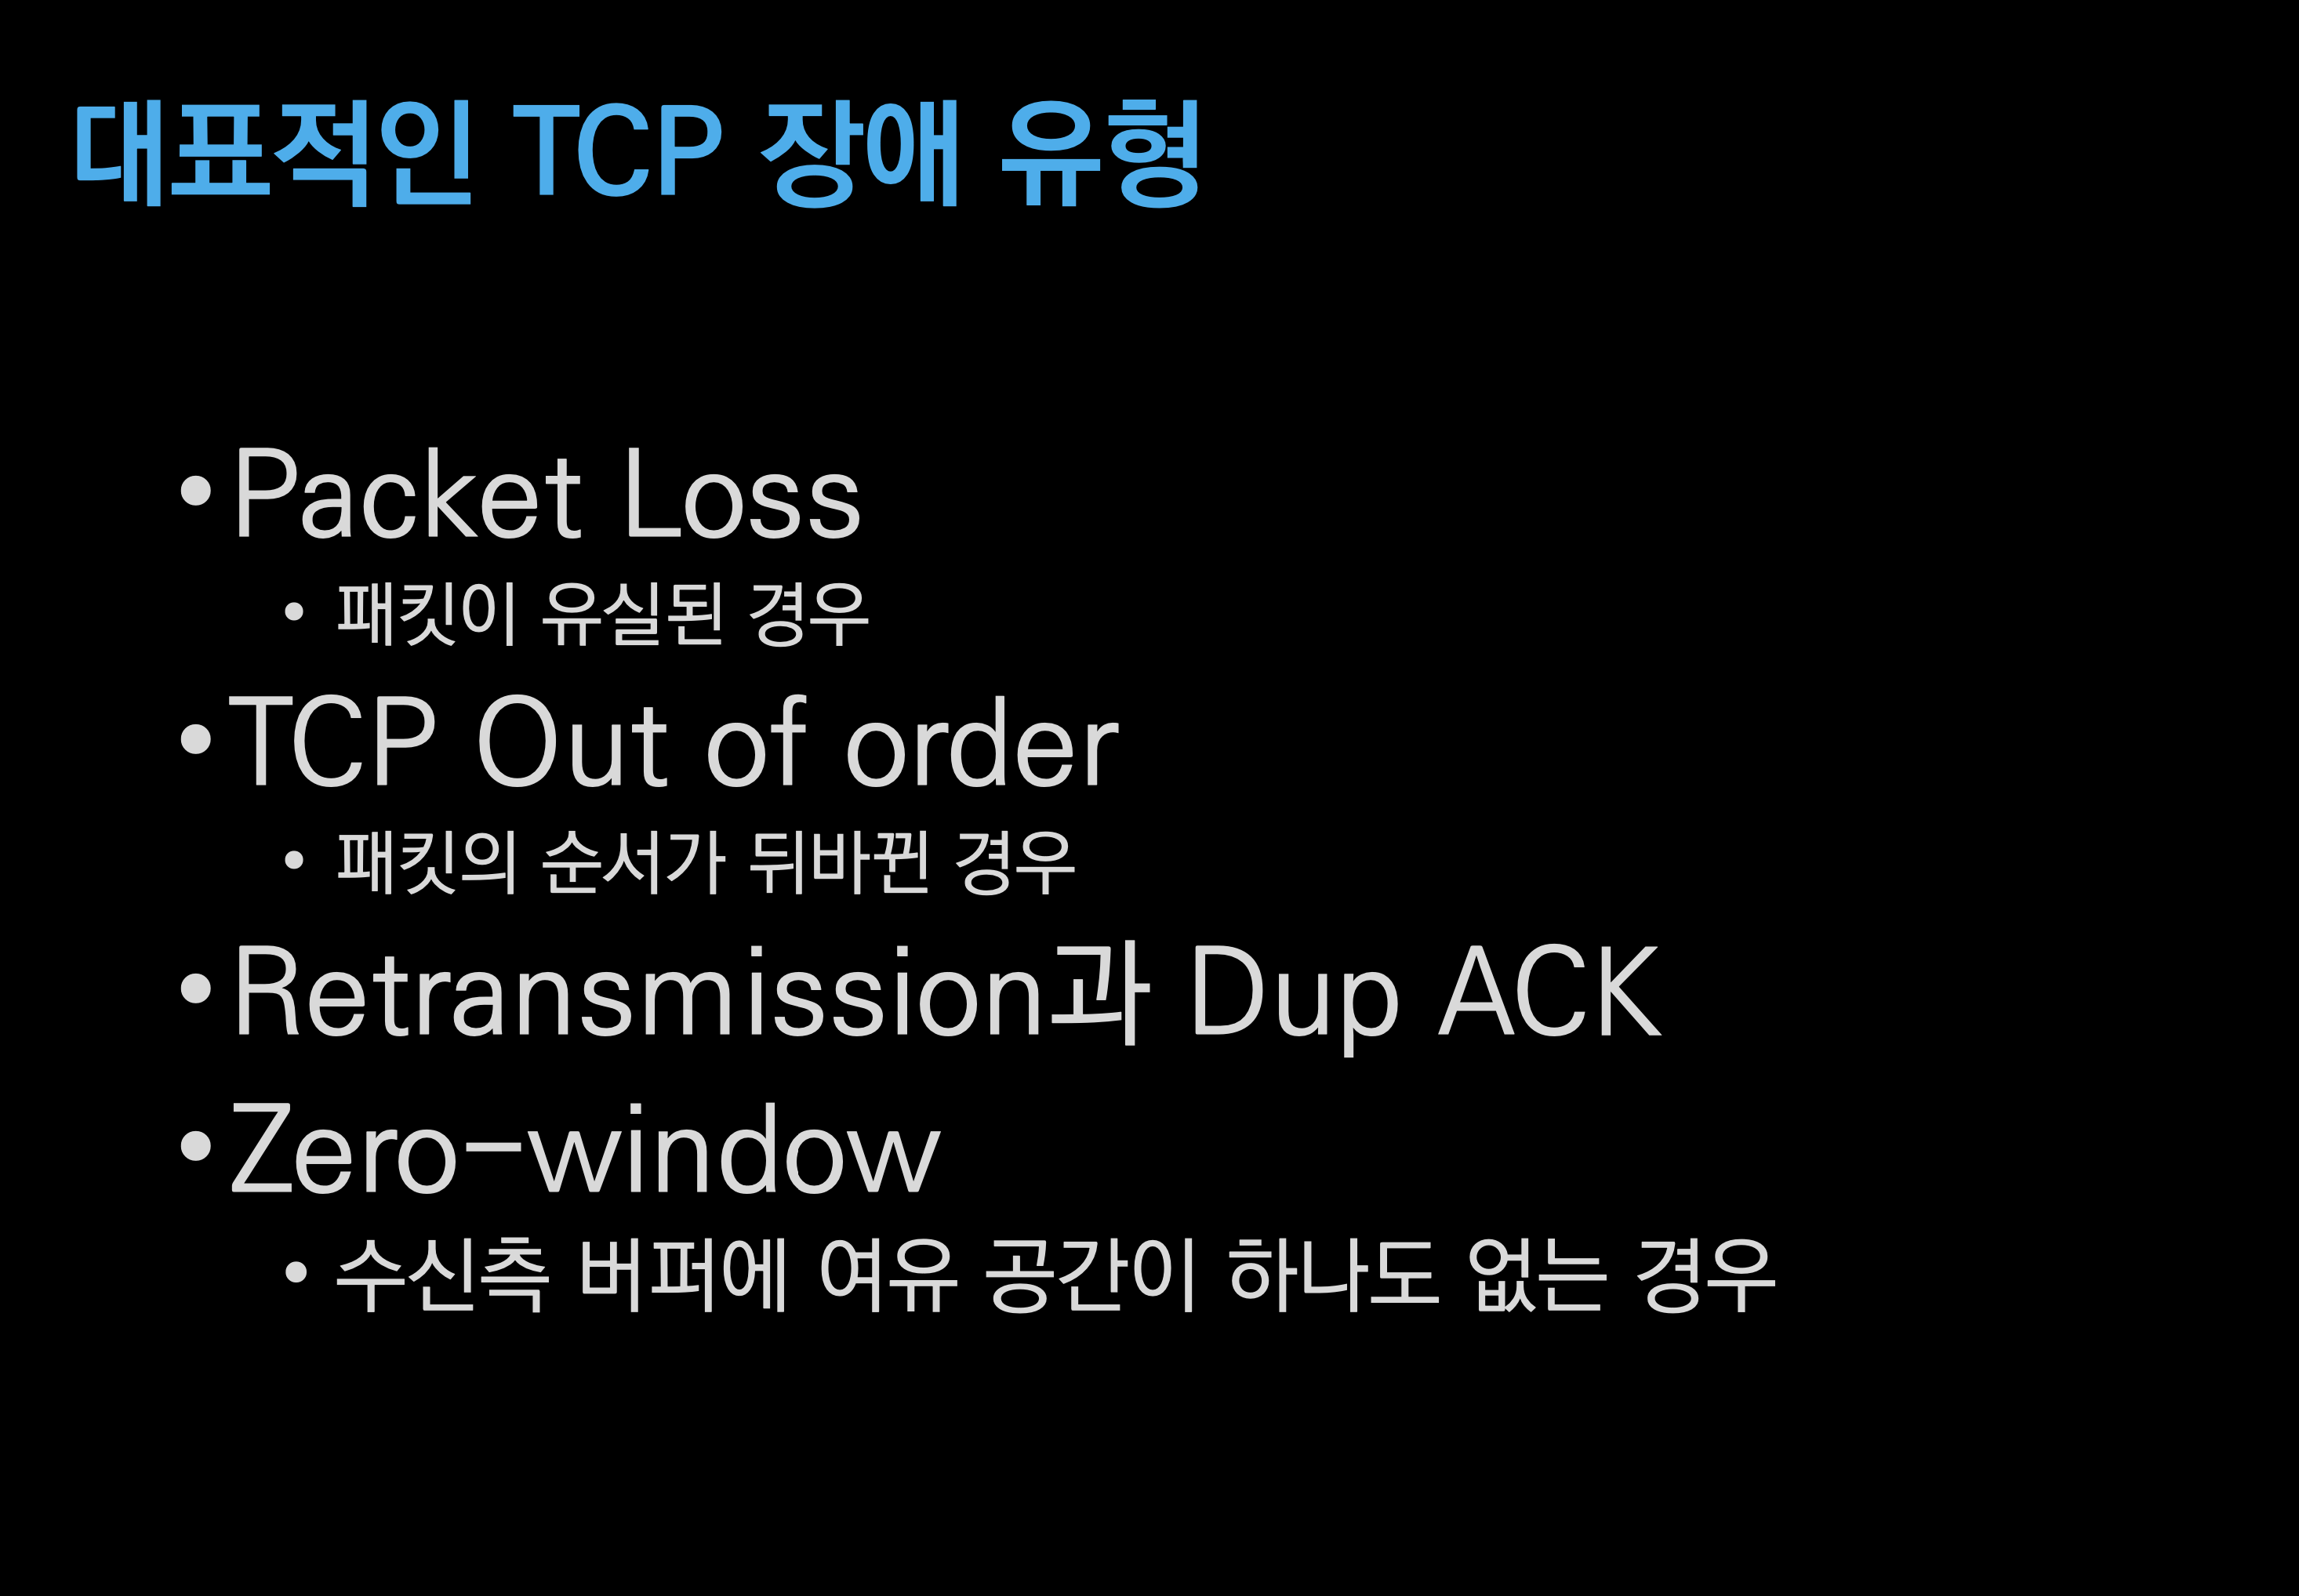 대표적인 TCP 장애 유형
• Packet Loss
• 패킷이 유실된 경우
• TCP Out of order
• 패킷의 순서가 뒤바뀐 경우
• Retransmission과 Dup ACK
• Zero-window
• 수신측 버퍼에 여유 공간이 하나도 없는 경우